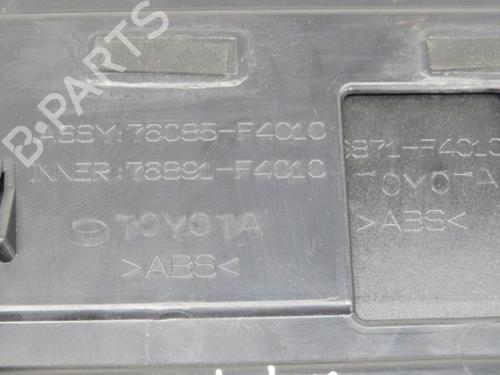 B-PARTS
ASSY:76085-F4010
INNER:76891-F4010
TOYOTA
>ABS<
871-F4010
TOYOTA
>ABS<